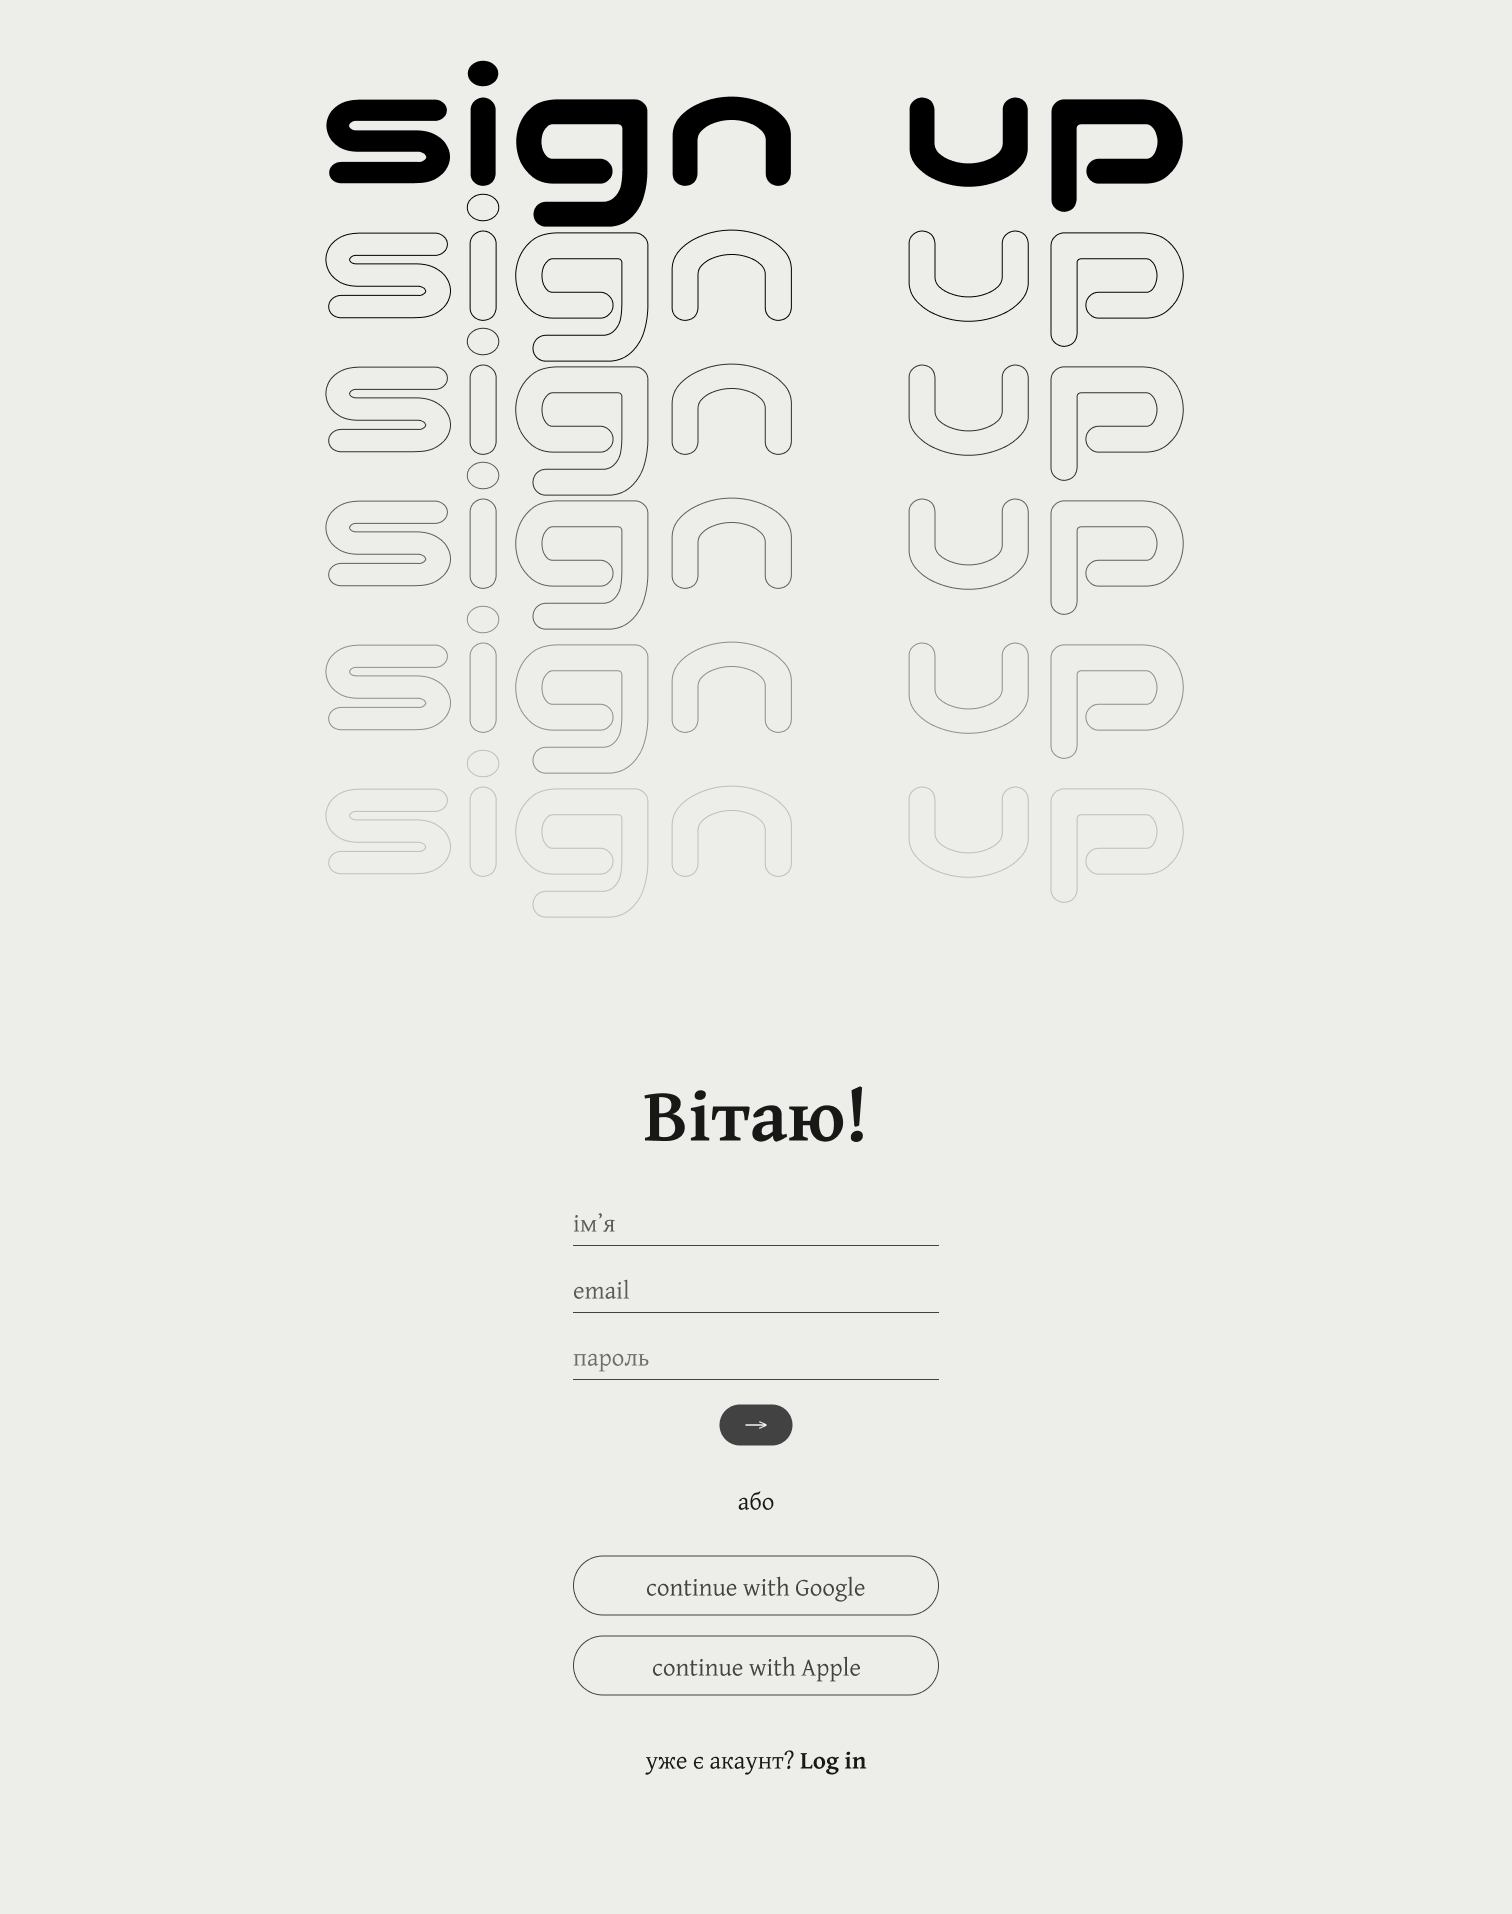 sign up
sign up
sign up
sign up
sign up
sign up
Вітаю!
ім’я
email
пароль
→
або
continue with Google
continue with Apple
уже є акаунт? Log in